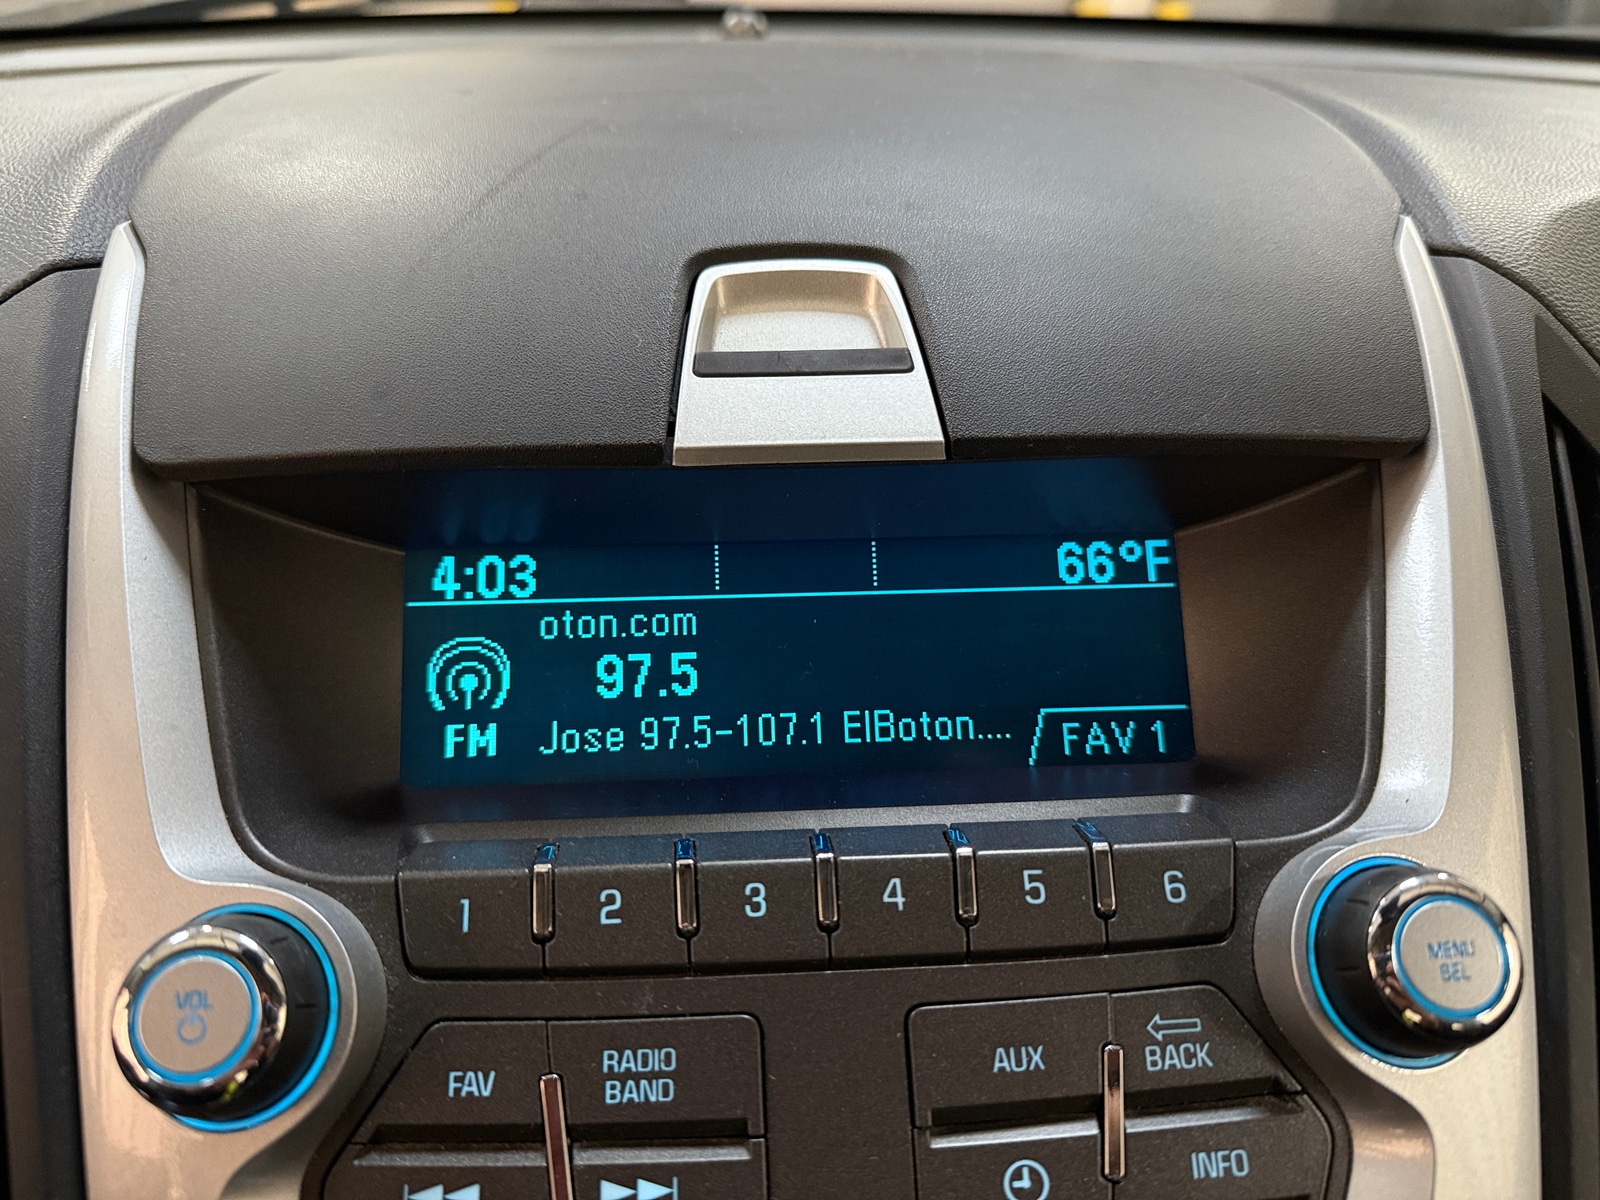 4:03 66°F
oton.com
97.5
FM Jose 97.5-107.1 ElBoton.... FAV 1
1 2 3 4 5 6
VOL
MENU
SEL
FAV
RADIO
BAND
AUX
BACK
INFO